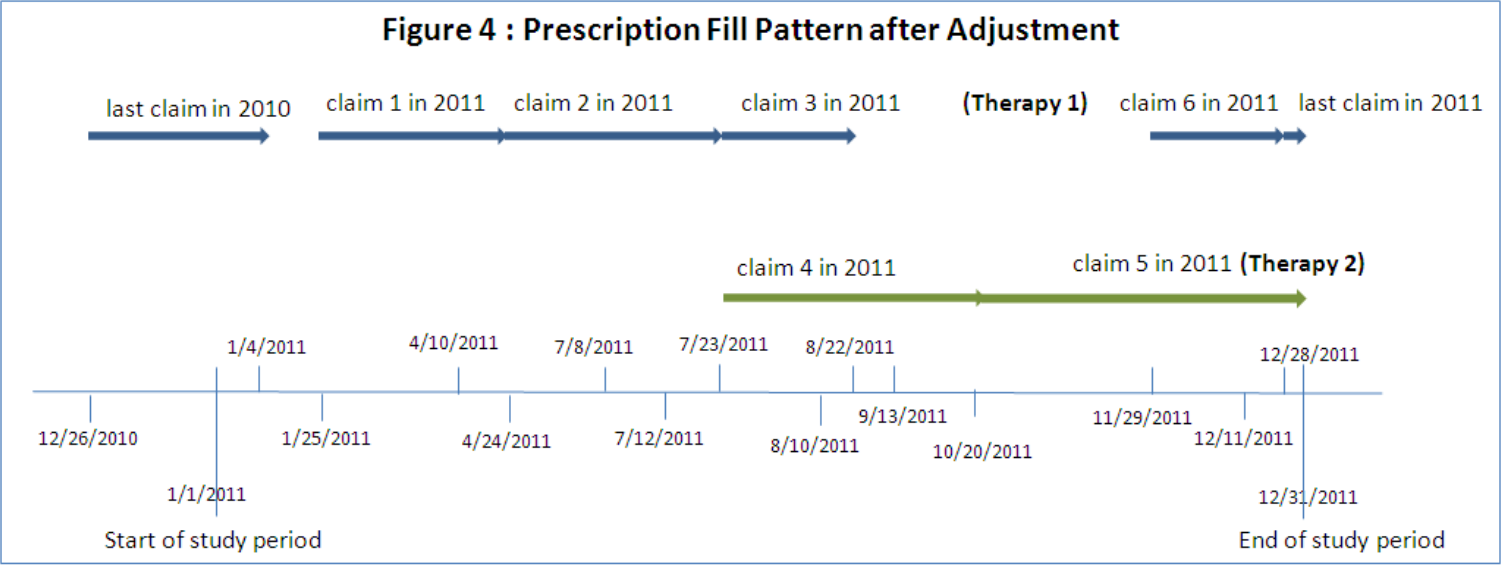 Figure 4 : Prescription Fill Pattern after Adjustment
last claim in 2010 claim 1 in 2011 claim 2 in 2011 claim 3 in 2011 (Therapy 1) claim 6 in 2011 last claim in 2011
claim 4 in 2011 claim 5 in 2011 (Therapy 2)
1/4/2011 4/10/2011 7/8/2011 7/23/2011 8/22/2011 12/28/2011
12/26/2010 1/25/2011 4/24/2011 7/12/2011 8/10/2011 9/13/2011 10/20/2011 11/29/2011 12/11/2011
1/1/2011 12/31/2011
Start of study period End of study period